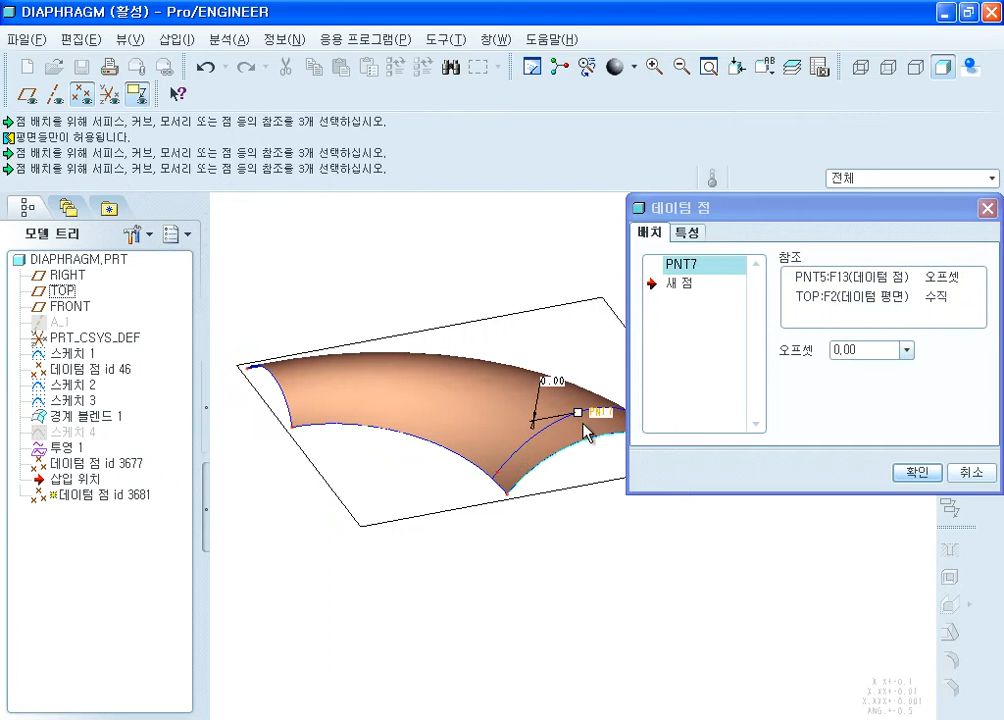 DIAPHRAGM (활성) - Pro/ENGINEER
파일(F) 편집(E) 뷰(V) 삽입(I) 분석(A) 정보(N) 응용 프로그램(P) 도구(T) 창(W) 도움말(H)
점 배치를 위해 서피스, 커브, 모서리 또는 점 등의 참조를 3개 선택하십시오.
평면들만이 허용됩니다.
점 배치를 위해 서피스, 커브, 모서리 또는 점 등의 참조를 3개 선택하십시오.
점 배치를 위해 서피스, 커브, 모서리 또는 점 등의 참조를 3개 선택하십시오.
전체
모델 트리
DIAPHRAGM.PRT
RIGHT
TOP
FRONT
A_1
PRT_CSYS_DEF
스케치 1
데이텀 점 id 46
스케치 2
스케치 3
경계 블렌드 1
스케치 4
투영 1
데이텀 점 id 3677
삽입 위치
데이텀 점 id 3681
0.00
PNT7
데이텀 점
배치 특성
PNT7
새 점
참조
PNT5:F13(데이텀 점) 오프셋
TOP:F2(데이텀 평면) 수직
오프셋 0.00
확인 취소
X.X+-0.1
X.XX+-0.01
X.XXX+-0.001
ANG.+-0.5